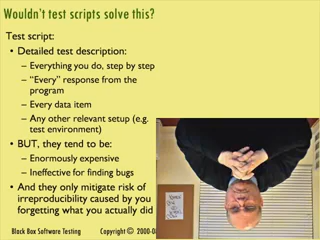 Wouldn't test scripts solve this?
Test script:
• Detailed test description:
– Everything you do, step by step
– "Every" response from the
program
– Every data item
– Any other relevant setup (e.g.
test environment)
• BUT, they tend to be:
– Enormously expensive
– Ineffective for finding bugs
• And they only mitigate risk of
irreproducibility caused by you
forgetting what you actually did
Black Box Software Testing Copyright © 2000-0